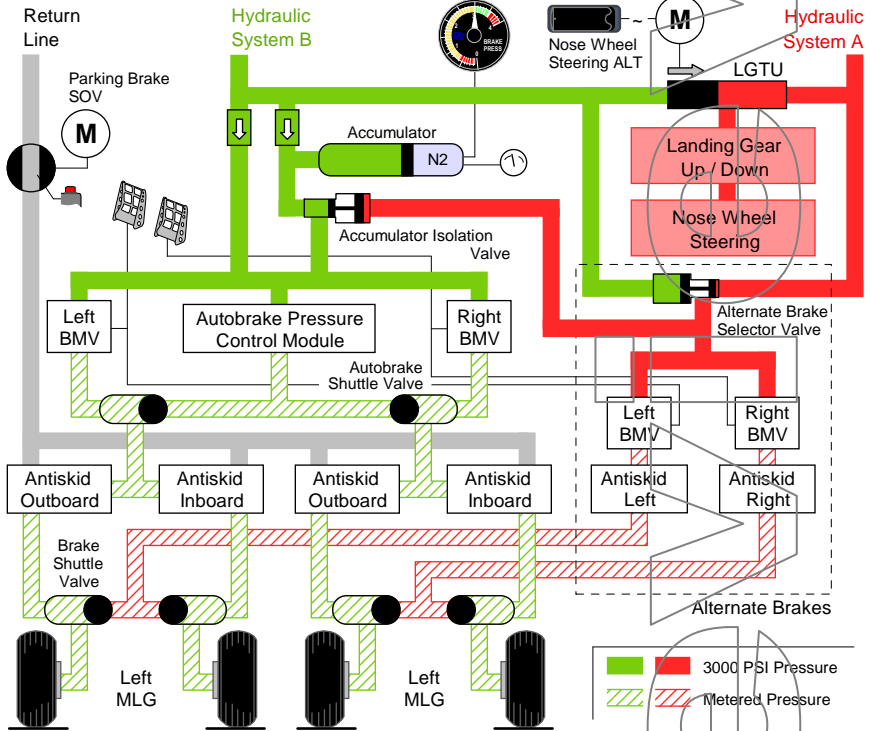 Return
Line
Hydraulic
System B
BRAKE
PRESS
Nose Wheel
Steering ALT
M
Hydraulic
System A
LGTU
Parking Brake
SOV
M
Accumulator
N2
Landing Gear
Up / Down
Nose Wheel
Steering
Accumulator Isolation
Valve
Left
BMV
Autobrake Pressure
Control Module
Right
BMV
Alternate Brake
Selector Valve
Autobrake
Shuttle Valve
Left
BMV
Right
BMV
Antiskid
Outboard
Antiskid
Inboard
Antiskid
Outboard
Antiskid
Inboard
Antiskid
Left
Antiskid
Right
Brake
Shuttle
Valve
Alternate Brakes
Left
MLG
Left
MLG
3000 PSI Pressure
Metered Pressure